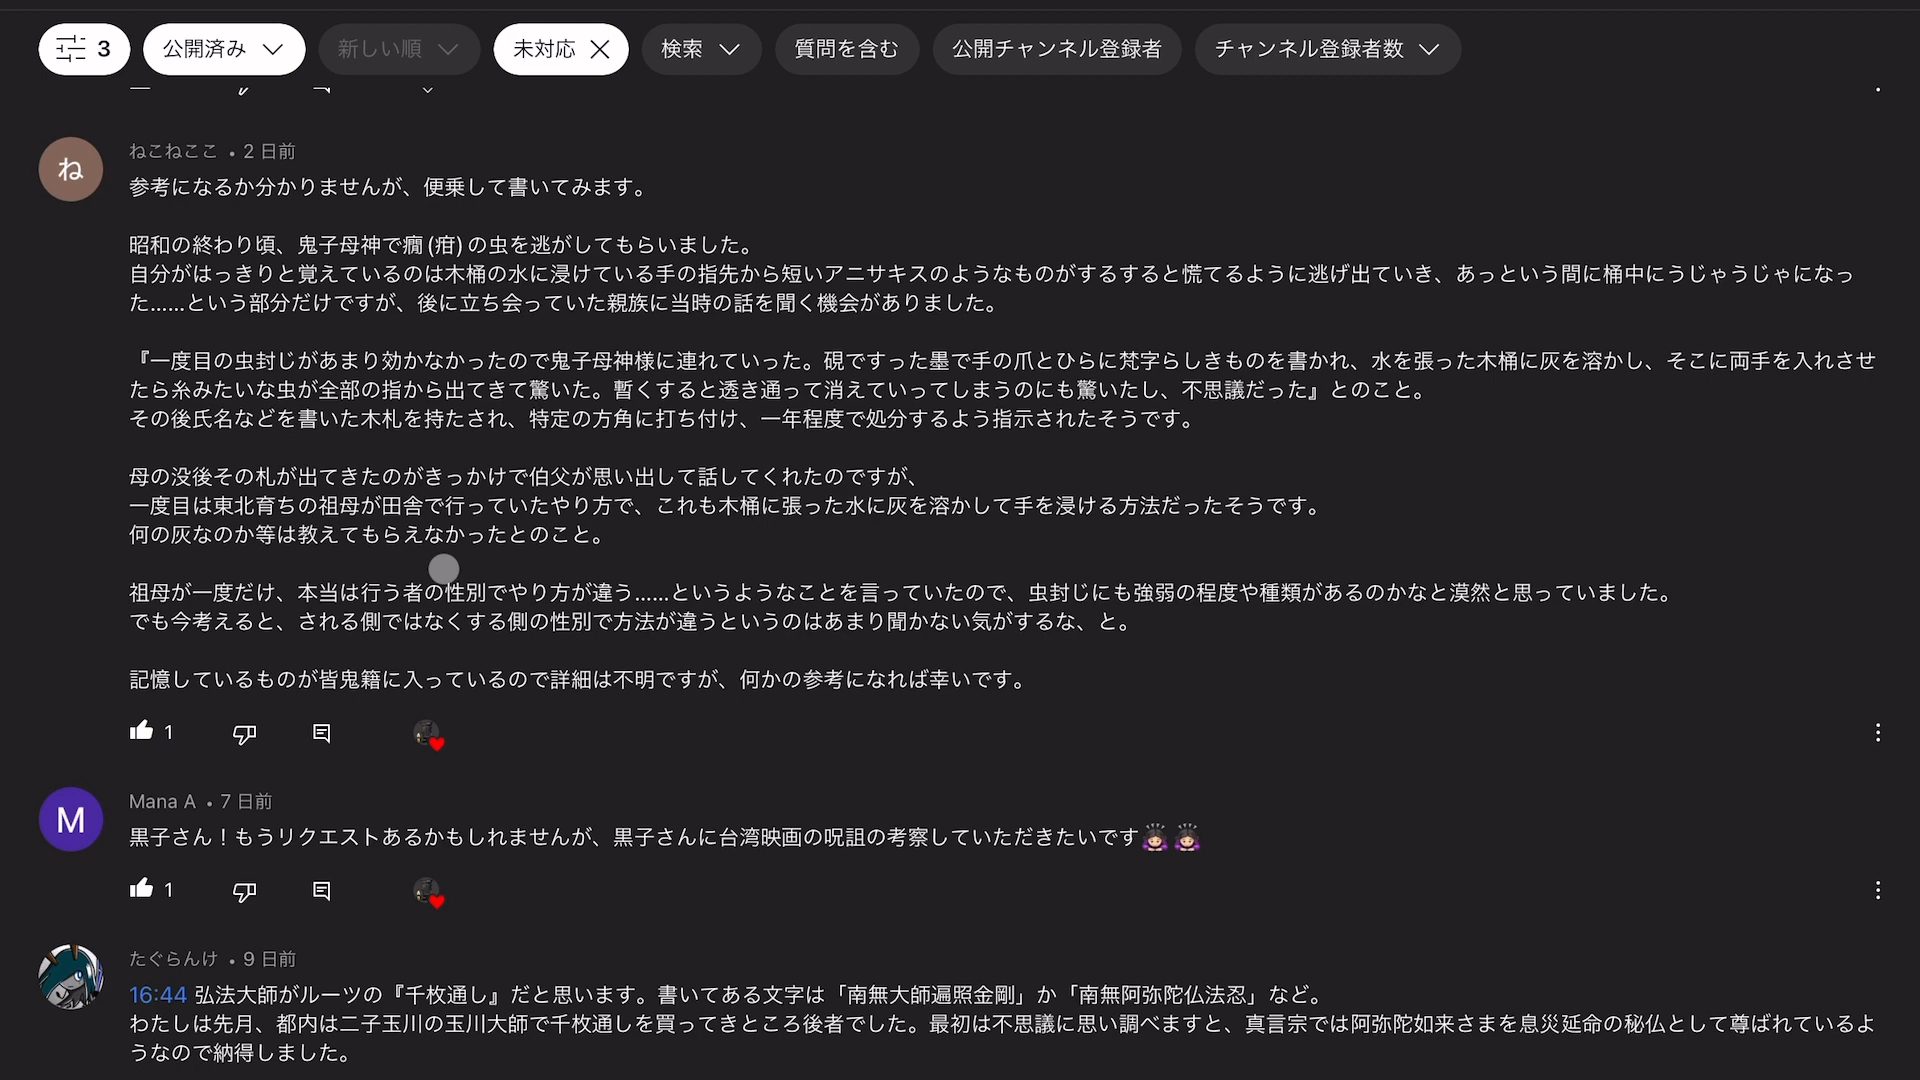 3 公開済み 新しい順 未対応 検索 質問を含む 公開チャンネル登録者 チャンネル登録者数
ね
ねこねここ • 2 日前
参考になるか分かりませんが、便乗して書いてみます。
昭和の終わり頃、鬼子母神で癇(疳)の虫を逃がしてもらいました。
自分がはっきりと覚えているのは木桶の水に浸けている手の指先から短いアニサキスのようなものがするすると慌てるように逃げ出ていき、あっという間に桶中にうじゃうじゃになっ
た……という部分だけですが、後に立ち会っていた親族に当時の話を聞く機会がありました。
『一度目の虫封じがあまり効かなかったので鬼子母神様に連れていった。硯ですった墨で手の爪とひらに梵字らしきものを書かれ、水を張った木桶に灰を溶かし、そこに両手を入れさせ
たら糸みたいな虫が全部の指から出てきて驚いた。暫くすると透き通って消えていってしまうのにも驚いたし、不思議だった』とのこと。
その後氏名などを書いた木札を持たされ、特定の方角に打ち付け、一年程度で処分するよう指示されたそうです。
母の没後その札が出てきたのがきっかけで伯父が思い出して話してくれたのですが、
一度目は東北育ちの祖母が田舎で行っていたやり方で、これも木桶に張った水に灰を溶かして手を浸ける方法だったそうです。
何の灰なのか等は教えてもらえなかったとのこと。
祖母が一度だけ、本当は行う者の性別でやり方が違う……というようなことを言っていたので、虫封じにも強弱の程度や種類があるのかなと漠然と思っていました。
でも今考えると、される側ではなくする側の性別で方法が違うというのはあまり聞かない気がするな、と。
記憶しているものが皆鬼籍に入っているので詳細は不明ですが、何かの参考になれば幸いです。
1
M
Mana A • 7 日前
黒子さん！もうリクエストあるかもしれませんが、黒子さんに台湾映画の呪詛の考察していただきたいです🙇🏻‍♀️🙇🏻‍♀️
1
たぐらんけ • 9 日前
16:44 弘法大師がルーツの『千枚通し』だと思います。書いてある文字は「南無大師遍照金剛」か「南無阿弥陀仏法忍」など。
わたしは先月、都内は二子玉川の玉川大師で千枚通しを買ってきところ後者でした。最初は不思議に思い調べますと、真言宗では阿弥陀如来さまを息災延命の秘仏として尊ばれているよ
うなので納得しました。